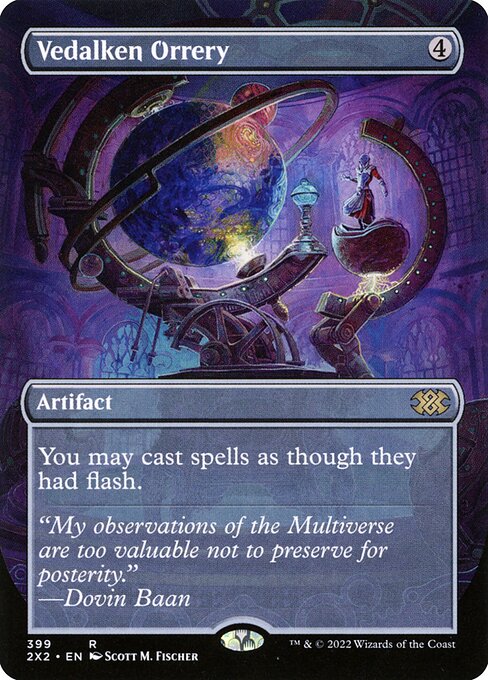 Vedalken Orrery 4
Artifact
You may cast spells as though they
had flash.
“My observations of the Multiverse
are too valuable not to preserve for
posterity.”
—Dovin Baan
399 R
2X2 • EN Scott M. Fischer
™ & © 2022 Wizards of the Coast